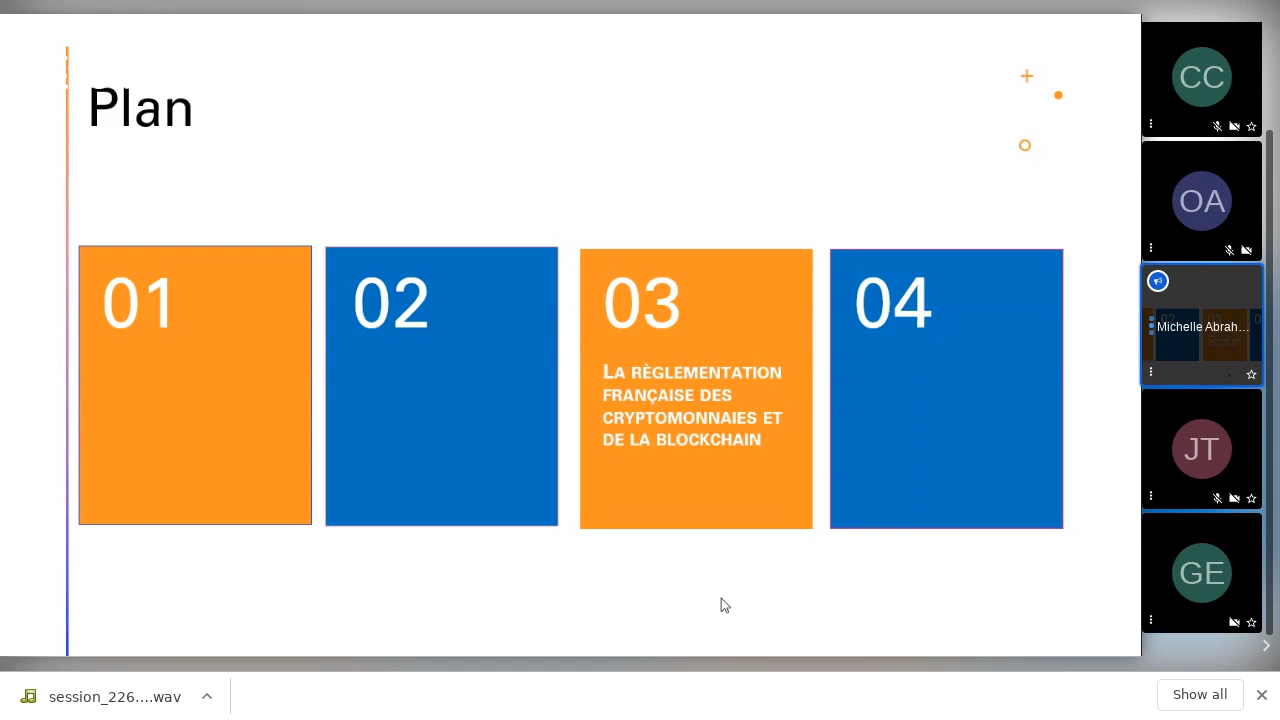 Plan
01
02
03
04
LA RÈGLEMENTATION
FRANÇAISE DES
CRYPTOMONNAIES ET
DE LA BLOCKCHAIN
CC
OA
Michelle Abrah...
JT
GE
session_226....wav
Show all